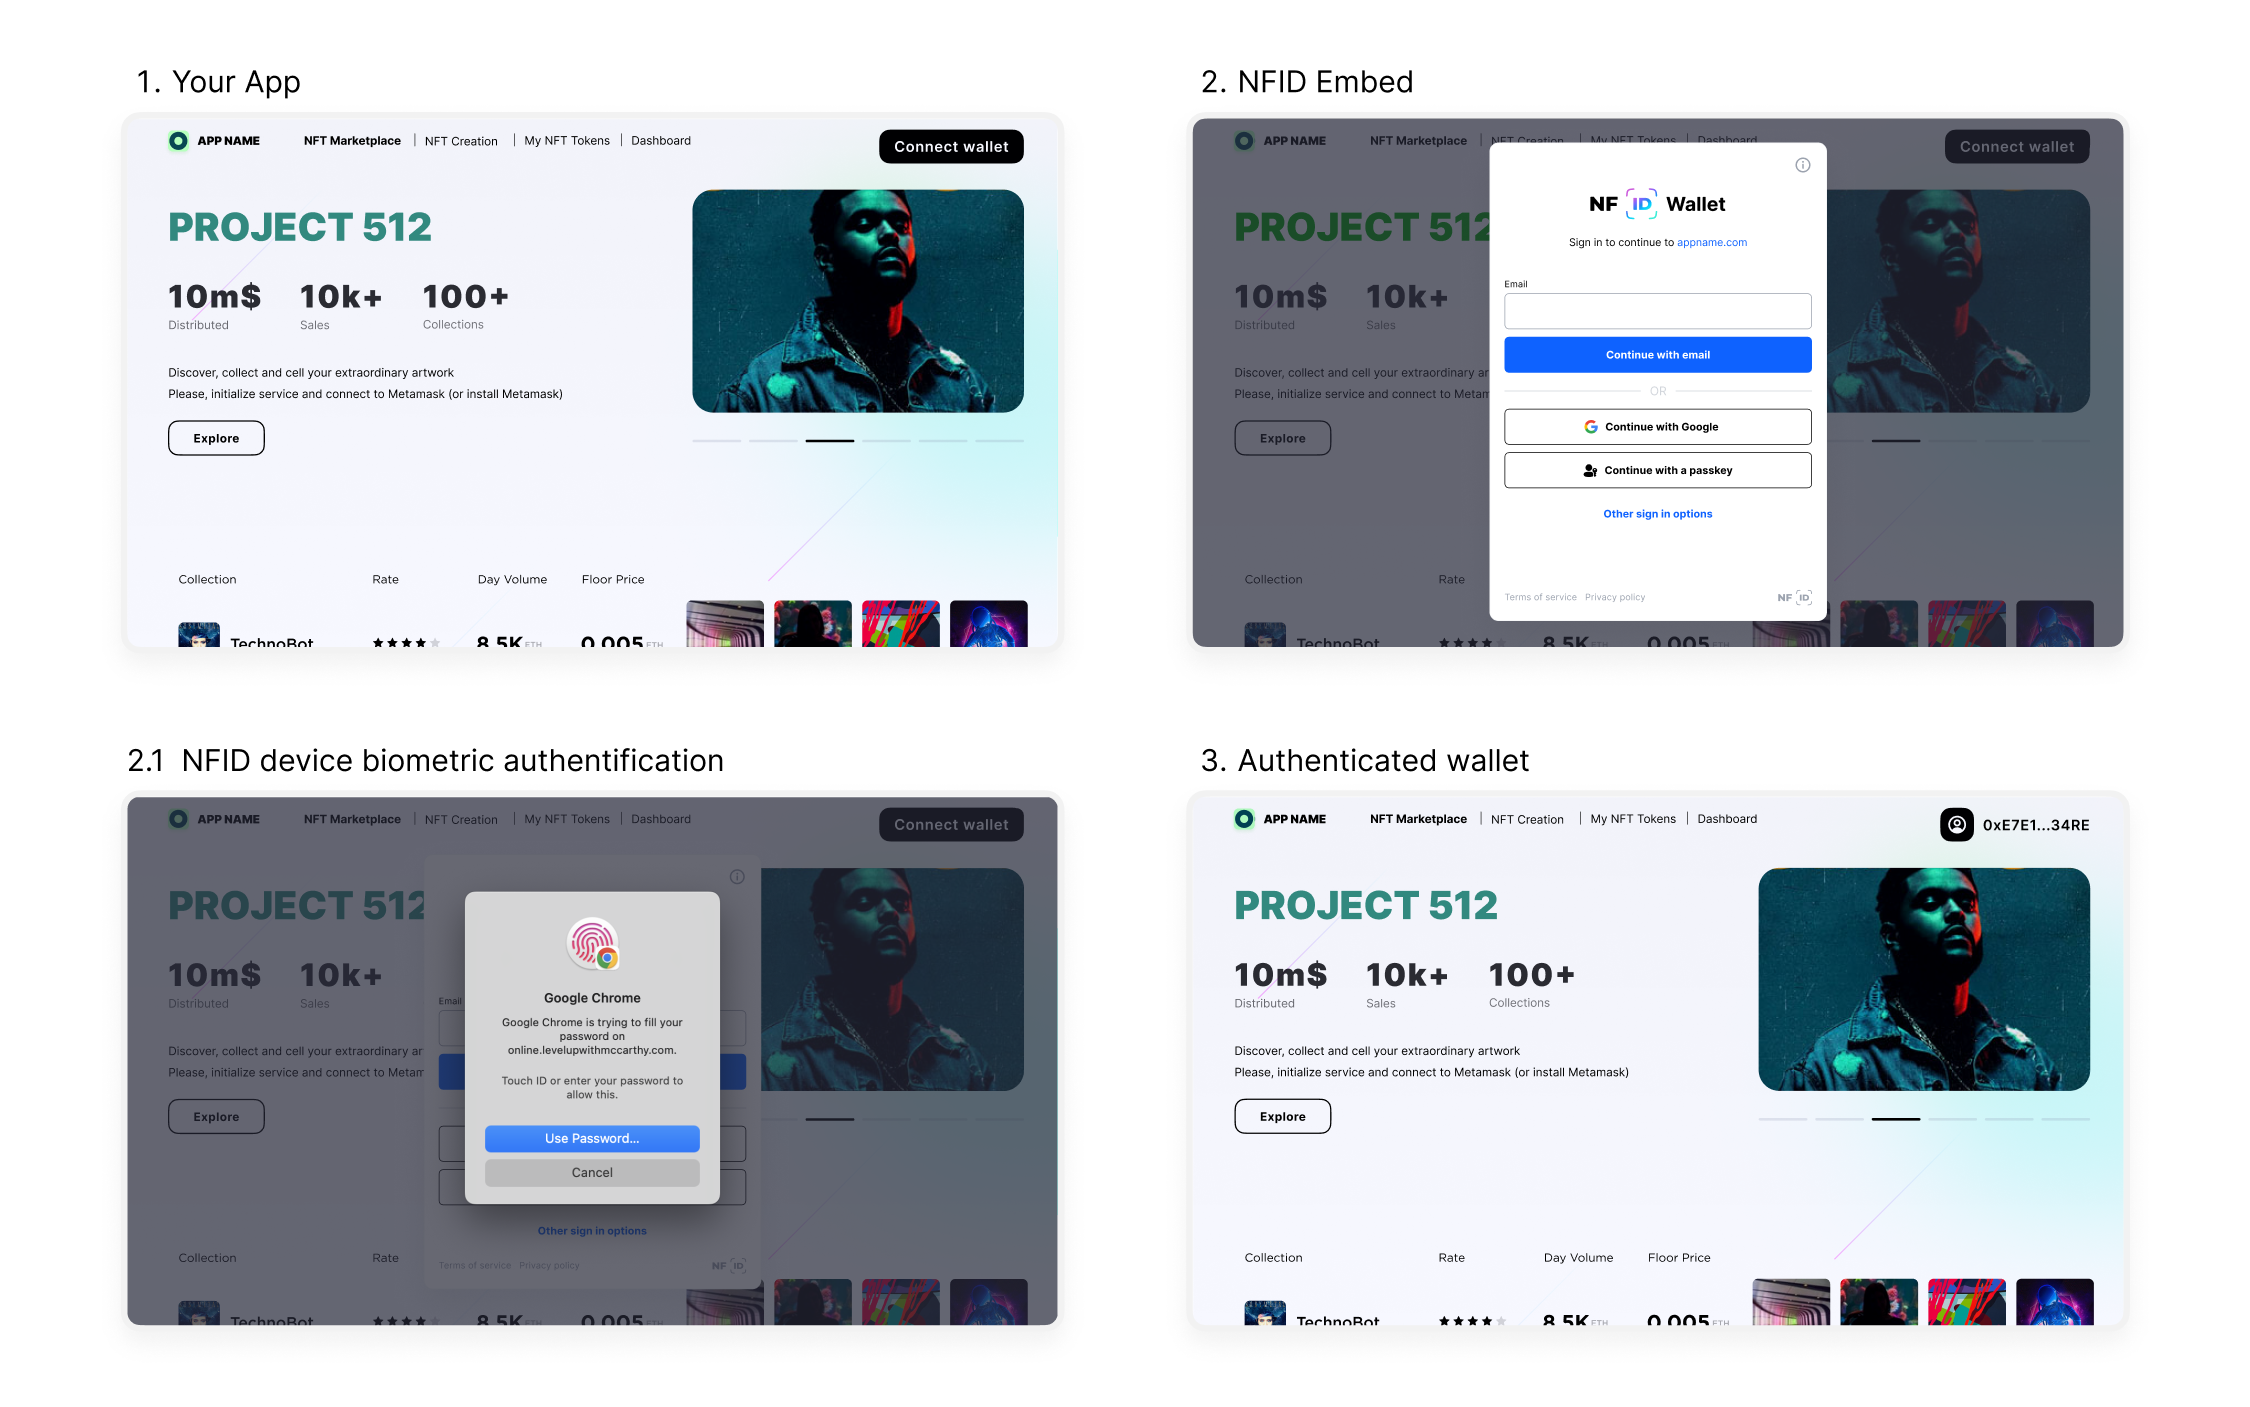 1. Your App
APP NAME NFT Marketplace NFT Creation My NFT Tokens Dashboard Connect wallet
PROJECT 512
10m$ 10k+ 100+
Distributed Sales Collections
Discover, collect and cell your extraordinary artwork
Please, initialize service and connect to Metamask (or install Metamask)
Explore
Collection Rate Day Volume Floor Price
TechnoBot 8.5K ETH 0.005 ETH
2. NFID Embed
APP NAME NFT Marketplace NFT Creation My NFT Tokens Dashboard Connect wallet
PROJECT 512
10m$ 10k+
Distributed Sales
Discover, collect and cell your extraordinary ar
Please, initialize service and connect to Metam
Explore
Collection Rate
TechnoBot 8.5K ETH 0.005 ETH
NF ID Wallet
Sign in to continue to appname.com
Email
Continue with email
OR
Continue with Google
Continue with a passkey
Other sign in options
Terms of service Privacy policy NF ID
2.1 NFID device biometric authentification
APP NAME NFT Marketplace NFT Creation My NFT Tokens Dashboard Connect wallet
PROJECT 512
10m$ 10k+
Distributed Sales
Discover, collect and cell your extraordinary ar
Please, initialize service and connect to Metam
Explore
Collection Rate
TechnoBot 8.5K ETH 0.005 ETH
Email
Google Chrome
Google Chrome is trying to fill your
password on
online.levelupwithmccarthy.com.
Touch ID or enter your password to
allow this.
Use Password...
Cancel
Other sign in options
Terms of service Privacy policy NF ID
3. Authenticated wallet
APP NAME NFT Marketplace NFT Creation My NFT Tokens Dashboard 0xE7E1...34RE
PROJECT 512
10m$ 10k+ 100+
Distributed Sales Collections
Discover, collect and cell your extraordinary artwork
Please, initialize service and connect to Metamask (or install Metamask)
Explore
Collection Rate Day Volume Floor Price
TechnoBot 8.5K ETH 0.005 ETH